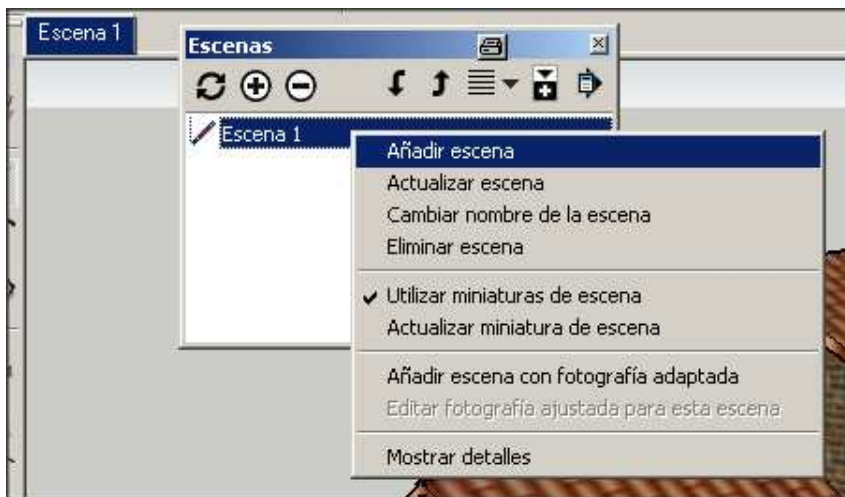 Escena 1
Escenas
Escena 1
Añadir escena
Actualizar escena
Cambiar nombre de la escena
Eliminar escena
Utilizar miniaturas de escena
Actualizar miniatura de escena
Añadir escena con fotografía adaptada
Editar fotografía ajustada para esta escena
Mostrar detalles